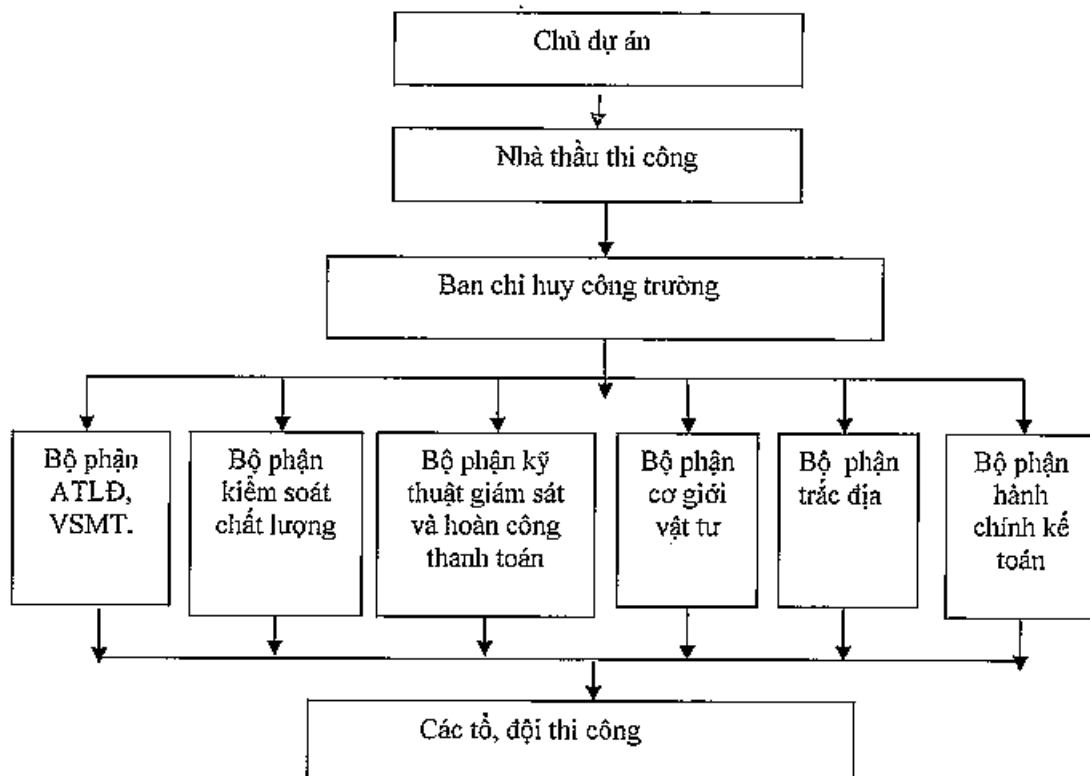 Chủ dự án
Nhà thầu thi công
Ban chỉ huy công trường
Bộ phận
ATLĐ,
VSMT.
Bộ phận
kiểm soát
chất lượng
Bộ phận kỹ
thuật giám sát
và hoàn công
thanh toán
Bộ phận
cơ giới
vật tư
Bộ phận
trắc địa
Bộ phận
hành
chính kế
toán
Các tổ, đội thi công